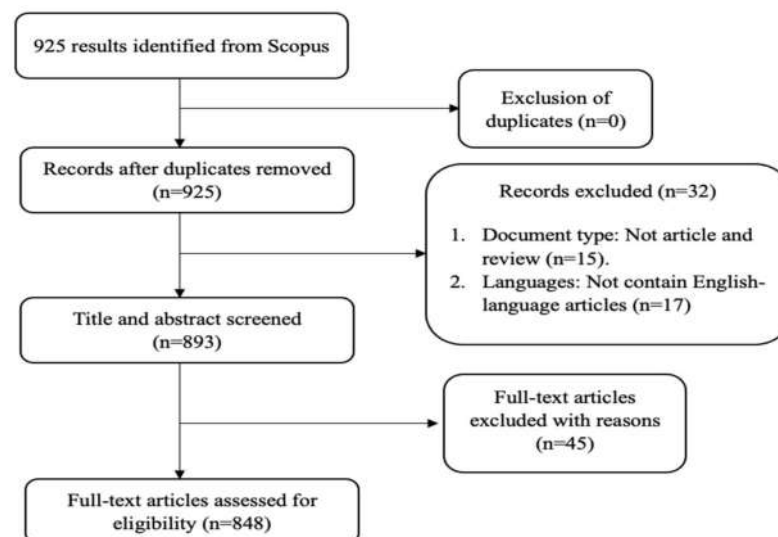 925 results identified from Scopus
Exclusion of
duplicates (n=0)
Records after duplicates removed
(n=925)
Records excluded (n=32)
1. Document type: Not article and
review (n=15).
2. Languages: Not contain English-
language articles (n=17)
Title and abstract screened
(n=893)
Full-text articles
excluded with reasons
(n=45)
Full-text articles assessed for
eligibility (n=848)